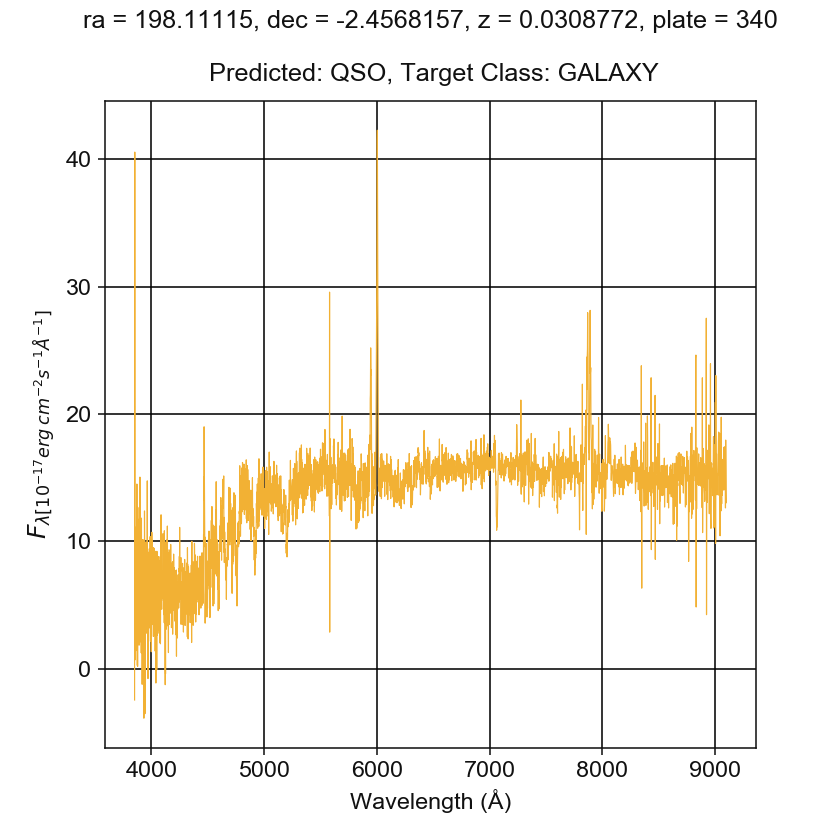 ra = 198.11115, dec = -2.4568157, z = 0.0308772, plate = 340
Predicted: QSO, Target Class: GALAXY
F_λ[10^{-17} erg cm^{-2} s^{-1} Å^{-1}]
40
30
20
10
0
4000 5000 6000 7000 8000 9000
Wavelength (Å)